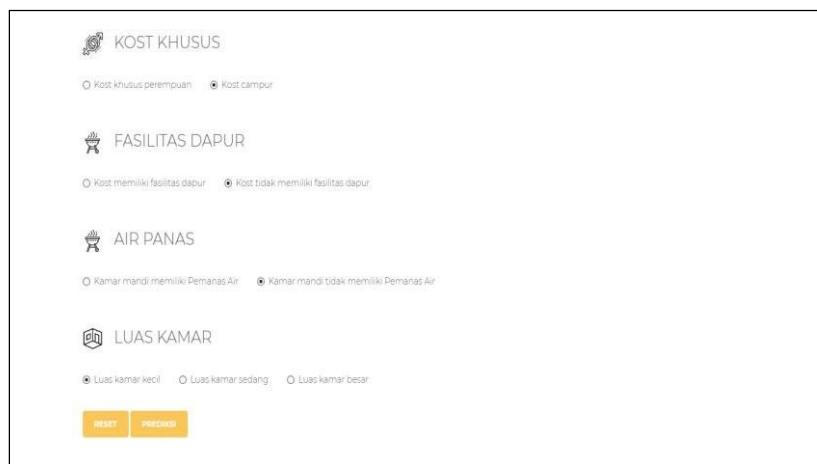 KOST KHUSUS
Kost khusus perempuan Kost campur
FASILITAS DAPUR
Kost memiliki fasilitas dapur Kost tidak memiliki fasilitas dapur
AIR PANAS
Kamar mandi memiliki Pemanas Air Kamar mandi tidak memiliki Pemanas Air
LUAS KAMAR
Luas kamar kecil Luas kamar sedang Luas kamar besar
RESET PREDIKSI